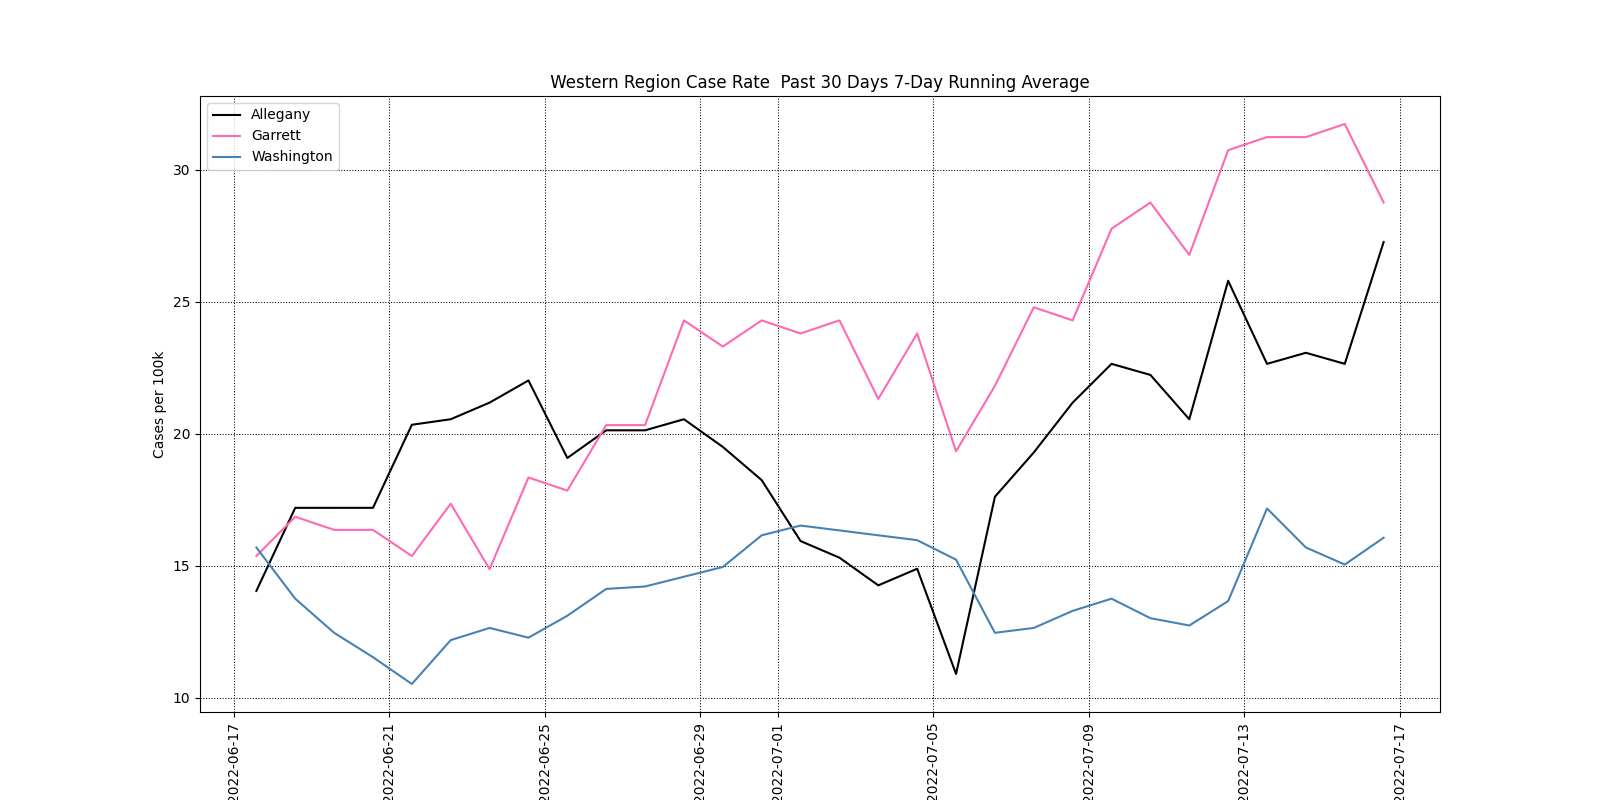 Western Region Case Rate  Past 30 Days 7-Day Running Average
Allegany
Garrett
Washington
30
25
20
15
10
Cases per 100k
2022-06-17
2022-06-21
2022-06-25
2022-06-29
2022-07-01
2022-07-05
2022-07-09
2022-07-13
2022-07-17